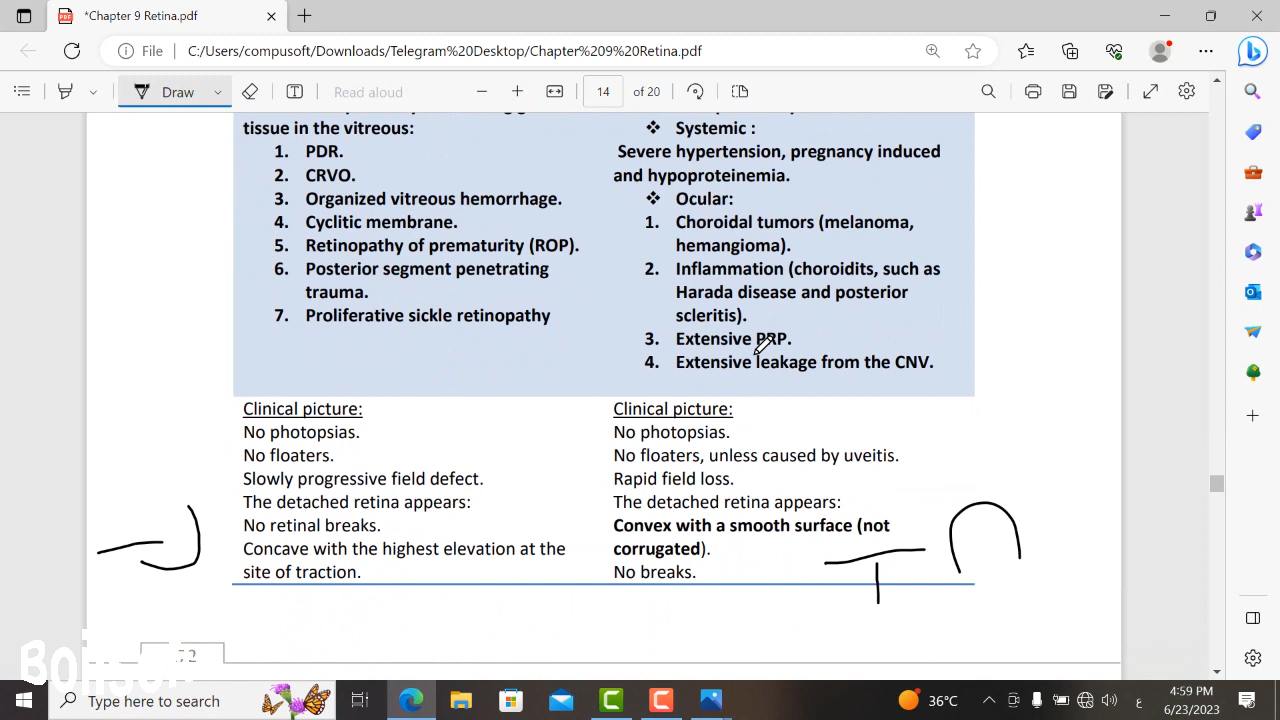 *Chapter 9 Retina.pdf
File C:/Users/compusoft/Downloads/Telegram%20Desktop/Chapter%209%20Retina.pdf
Draw Read aloud 14 of 20
tissue in the vitreous:
1. PDR.
2. CRVO.
3. Organized vitreous hemorrhage.
4. Cyclitic membrane.
5. Retinopathy of prematurity (ROP).
6. Posterior segment penetrating
trauma.
7. Proliferative sickle retinopathy
❖ Systemic :
Severe hypertension, pregnancy induced
and hypoproteinemia.
❖ Ocular:
1. Choroidal tumors (melanoma,
hemangioma).
2. Inflammation (choroidits, such as
Harada disease and posterior
scleritis).
3. Extensive PRP.
4. Extensive leakage from the CNV.
Clinical picture:
No photopsias.
No floaters.
Slowly progressive field defect.
The detached retina appears:
No retinal breaks.
Concave with the highest elevation at the
site of traction.
Clinical picture:
No photopsias.
No floaters, unless caused by uveitis.
Rapid field loss.
The detached retina appears:
Convex with a smooth surface (not
corrugated).
No breaks.
Type here to search
36°C
ع
4:59 PM
6/23/2023